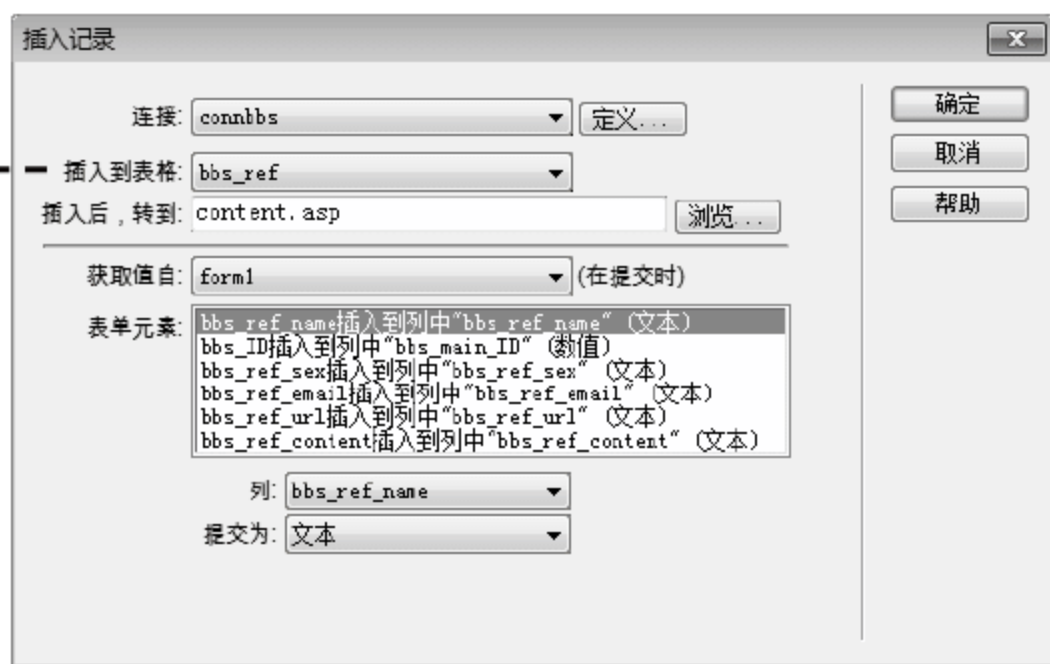 插入记录
连接: connbbs 定义... 确定
插入到表格: bbs_ref 取消
插入后，转到: content.asp 浏览... 帮助
获取值自: form1 (在提交时)
表单元素: bbs_ref_name插入到列中"bbs_ref_name" (文本)
bbs_ID插入到列中"bbs_main_ID" (数值)
bbs_ref_sex插入到列中"bbs_ref_sex" (文本)
bbs_ref_email插入到列中"bbs_ref_email" (文本)
bbs_ref_url插入到列中"bbs_ref_url" (文本)
bbs_ref_content插入到列中"bbs_ref_content" (文本)
列: bbs_ref_name
提交为: 文本